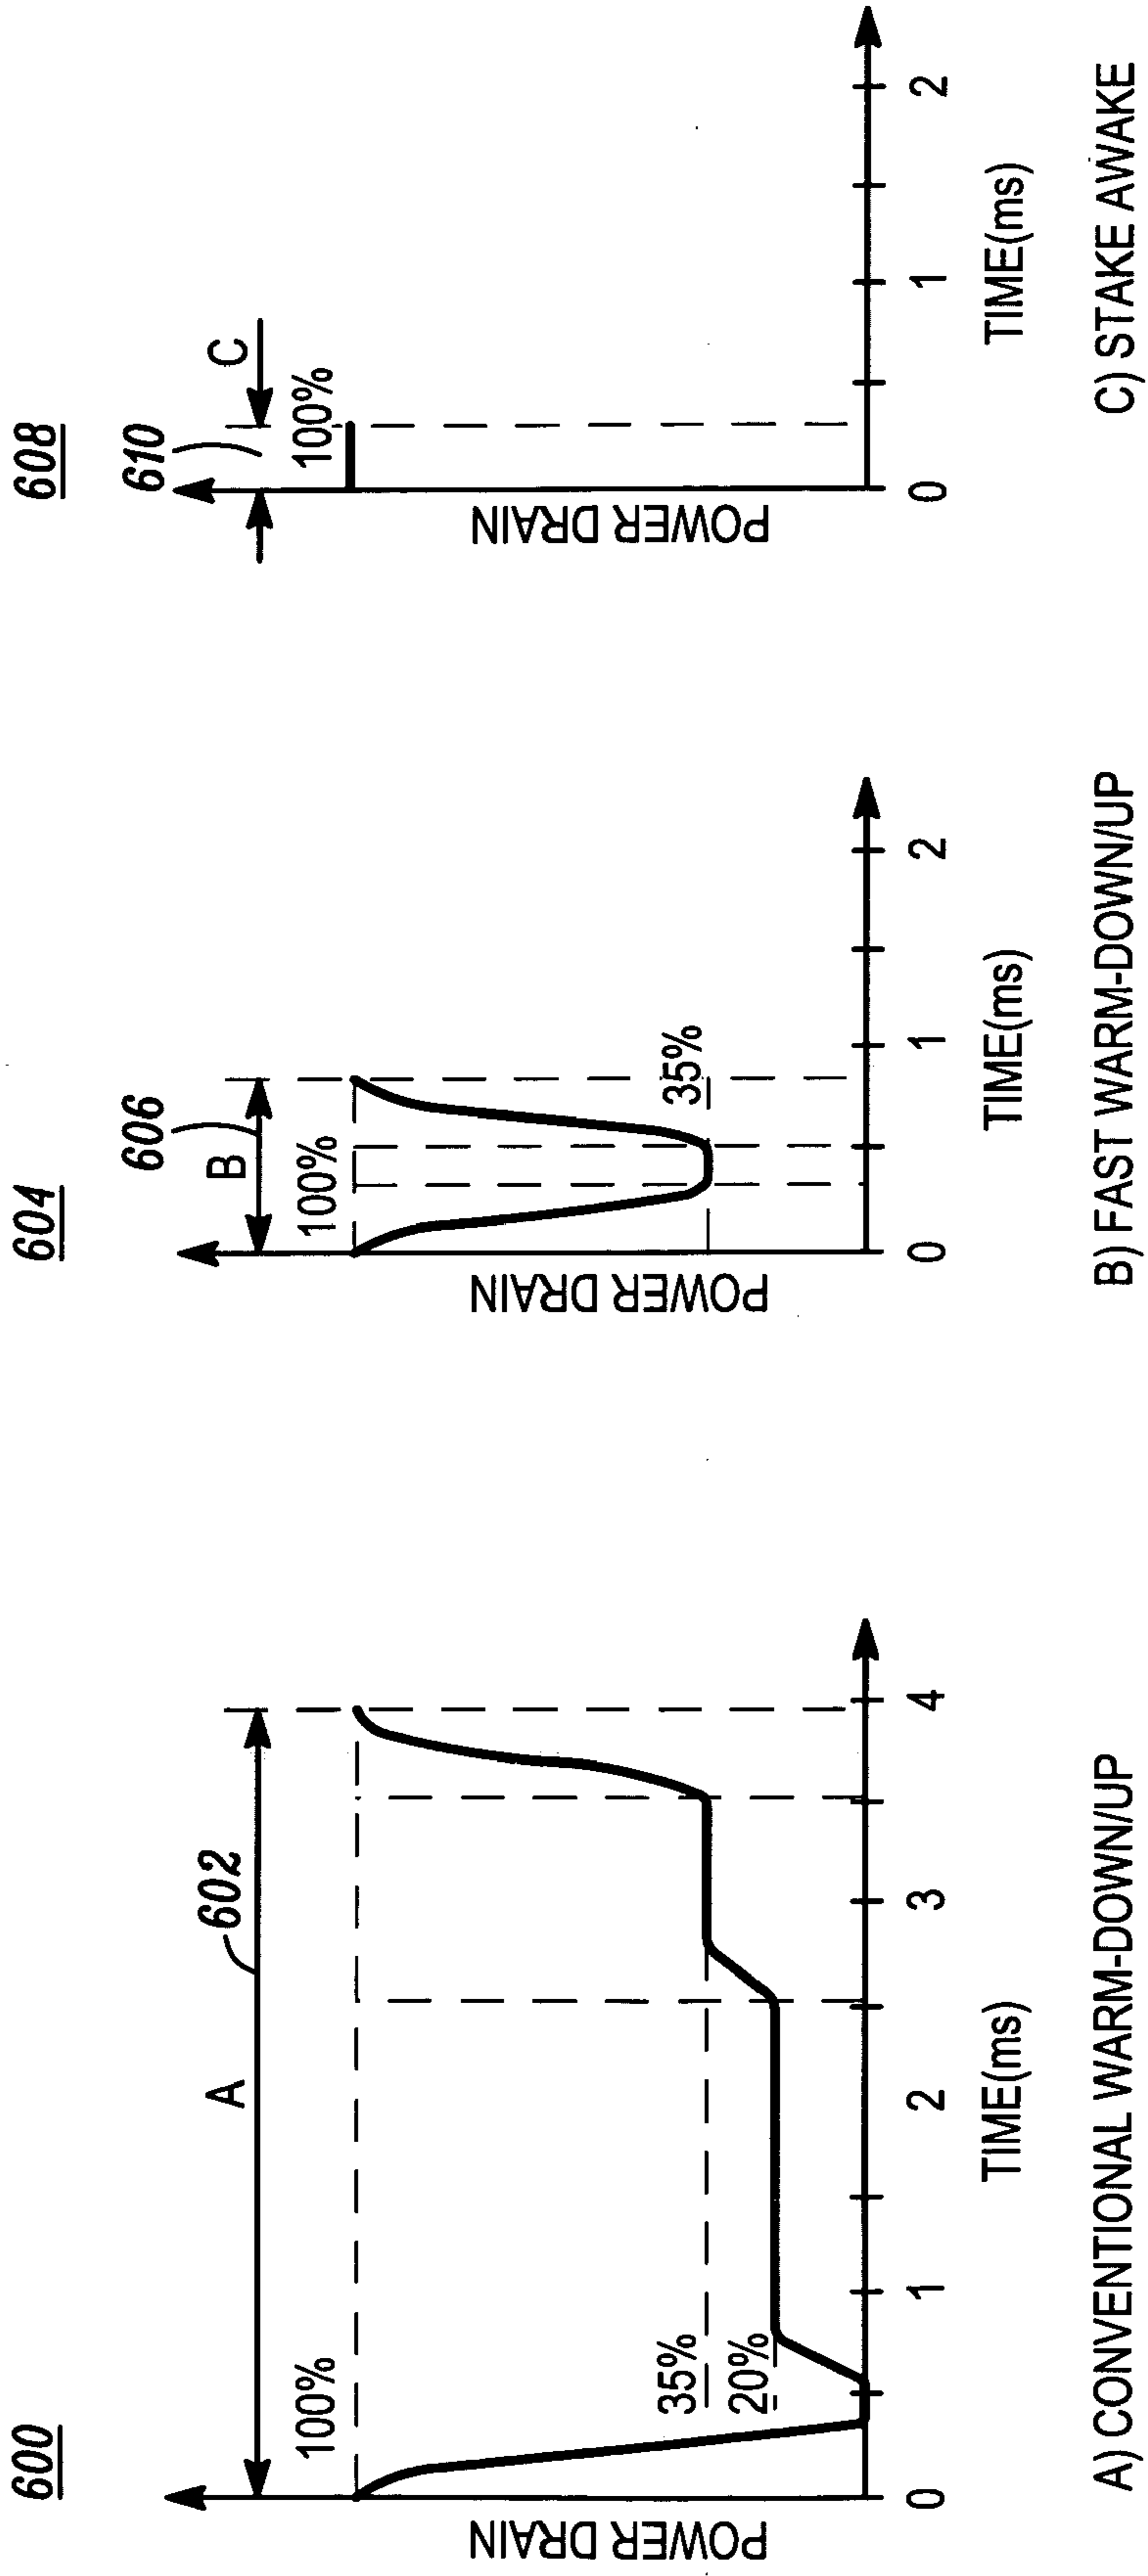 600
602
A
100%
35%
20%
POWER DRAIN
0 1 2 3 4
TIME(ms)
A) CONVENTIONAL WARM-DOWN/UP
604
606
B
100%
35%
POWER DRAIN
0 1 2
TIME(ms)
B) FAST WARM-DOWN/UP
608
610
C
100%
POWER DRAIN
0 1 2
TIME(ms)
C) STAKE AWAKE